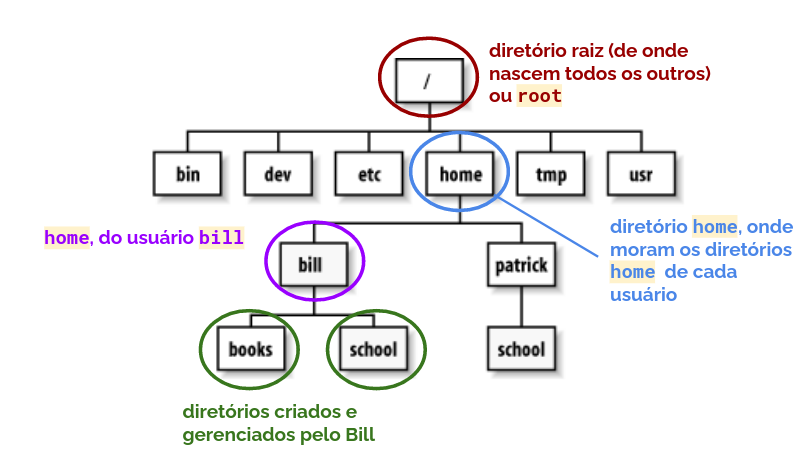 diretório raiz (de onde
nascem todos os outros)
ou root
/
bin
dev
etc
home
tmp
usr
diretório home, onde
moram os diretórios
home de cada
usuário
home, do usuário bill
bill
patrick
books
school
school
diretórios criados e
gerenciados pelo Bill